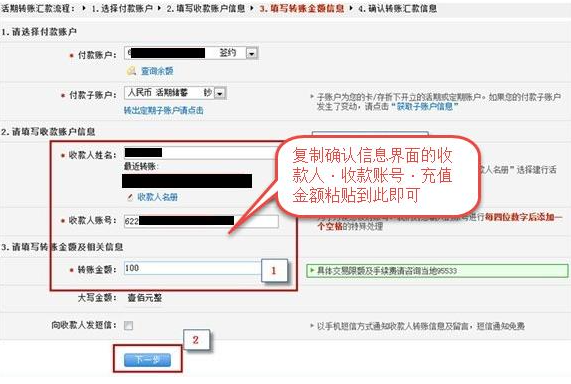 活期转账汇款流程： ▸ 1.选择付款账户 ▸ 2.填写收款账户信息 ▸ 3.填写转账金额信息 ▸ 4.确认转账汇款信息
1.请选择付款账户
* 付款账户： 6 签约
查询余额
* 付款子账户： 人民币 活期储蓄 钞
转出定期子账户请点击
▸ 子账户为您的卡/存折下开立的活期或定期账户。如果您的付款子账户
发生了变动，请点击“获取子账户信息”
2.请填写收款账户信息
* 收款人姓名：
最近转账：
收款人名册
款人名册”选择建行活
复制确认信息界面的收
款人·收款账号·充值
金额粘贴到此即可
* 收款人账号： 622
进行每四位数字后添加一
个空格的特殊处理
3.请填写转账金额及相关信息
* 转账金额： 100
1
▸ 具体交易限额及手续费请咨询当地95533
大写金额： 壹佰元整
向收款人发短信：
▸ 以手机短信方式通知收款人转账信息及留言，短信通知免费
2
下一步